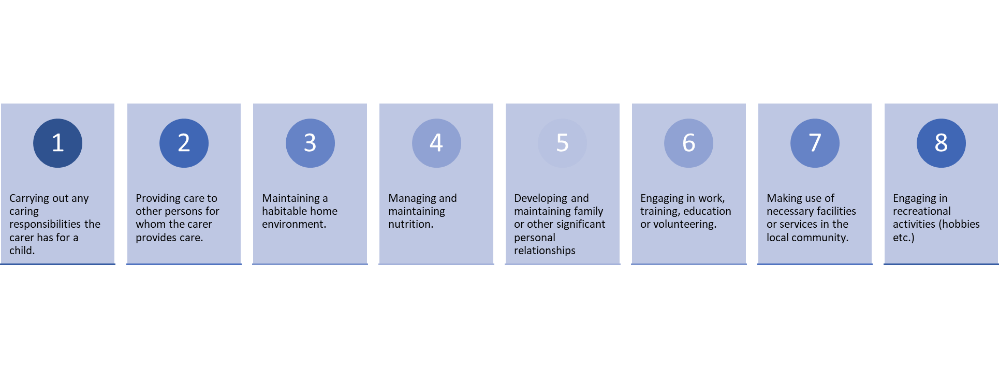 1
Carrying out any
caring
responsibilities the
carer has for a
child.
2
Providing care to
other persons for
whom the carer
provides care.
3
Maintaining a
habitable home
environment.
4
Managing and
maintaining
nutrition.
5
Developing and
maintaining family
or other significant
personal
relationships
6
Engaging in work,
training, education
or volunteering.
7
Making use of
necessary facilities
or services in the
local community.
8
Engaging in
recreational
activities (hobbies
etc.)